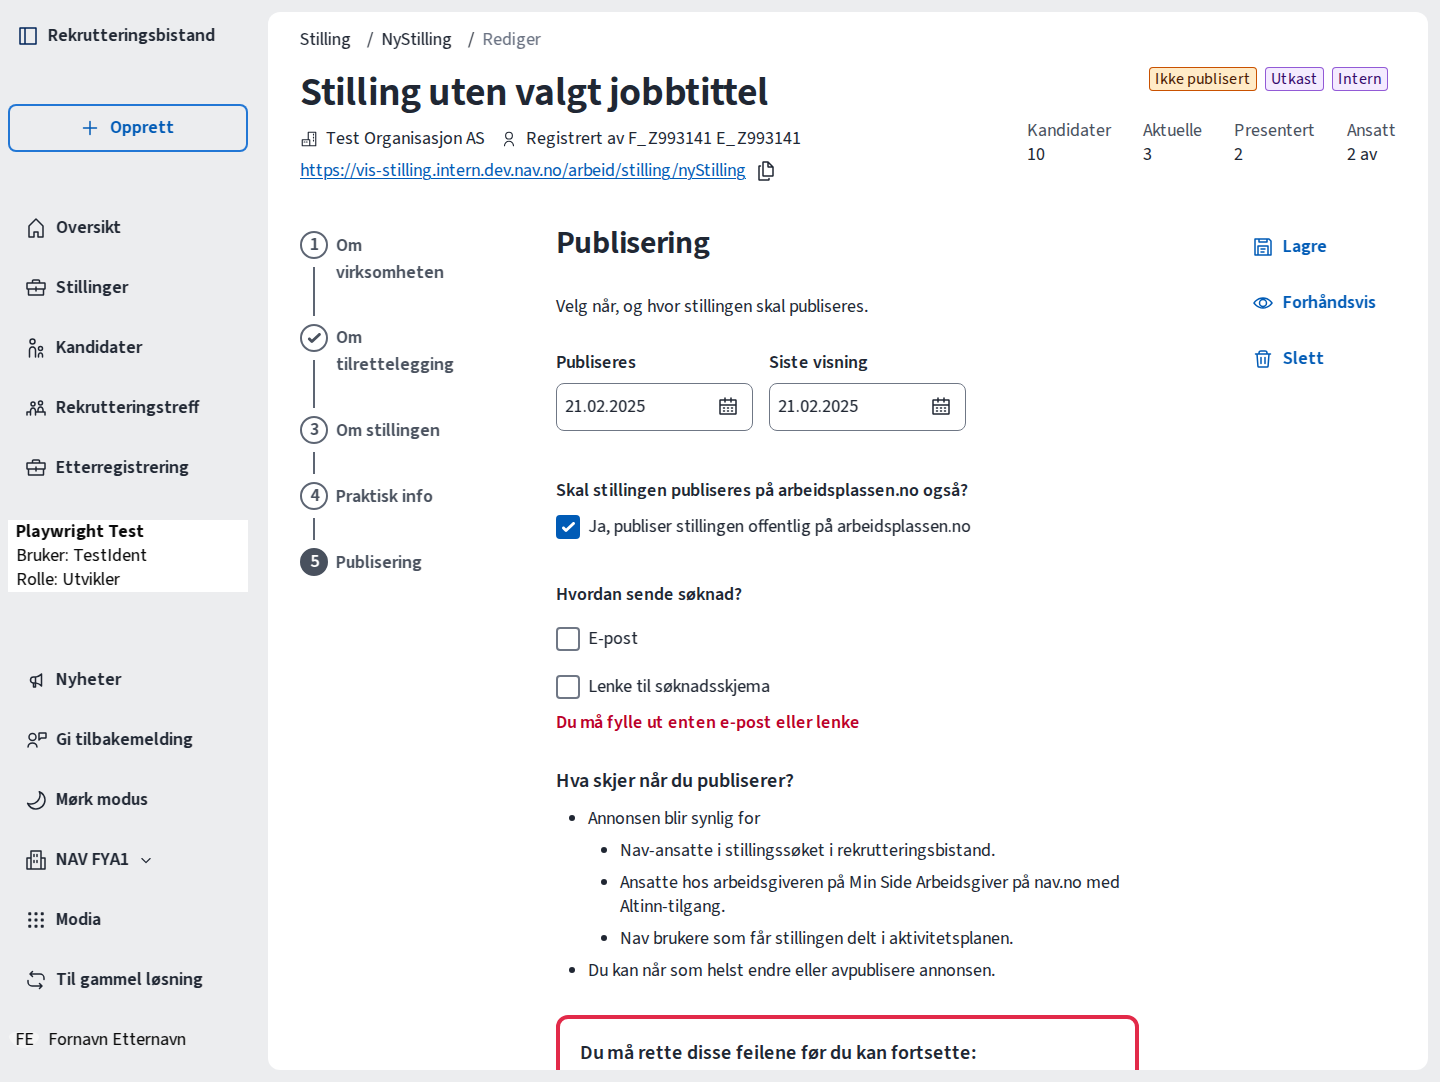 Rekrutteringsbistand
Opprett
Oversikt
Stillinger
Kandidater
Rekrutteringstreff
Etterregistrering
Playwright Test
Bruker: TestIdent
Rolle: Utvikler
Nyheter
Gi tilbakemelding
Mørk modus
NAV FYA1
Modia
Til gammel løsning
FE Fornavn Etternavn
Stilling / NyStilling / Rediger
Stilling uten valgt jobbtittel
Ikke publisert Utkast Intern
Test Organisasjon AS Registrert av F_Z993141 E_Z993141
https://vis-stilling.intern.dev.nav.no/arbeid/stilling/nyStilling
Kandidater Aktuelle Presentert Ansatt
10 3 2 2 av
1 Om
virksomheten
Om
tilrettelegging
3 Om stillingen
4 Praktisk info
5 Publisering
Publisering
Velg når, og hvor stillingen skal publiseres.
Publiseres Siste visning
21.02.2025 21.02.2025
Skal stillingen publiseres på arbeidsplassen.no også?
Ja, publiser stillingen offentlig på arbeidsplassen.no
Hvordan sende søknad?
E-post
Lenke til søknadsskjema
Du må fylle ut enten e-post eller lenke
Hva skjer når du publiserer?
• Annonsen blir synlig for
• Nav-ansatte i stillingssøket i rekrutteringsbistand.
• Ansatte hos arbeidsgiveren på Min Side Arbeidsgiver på nav.no med
Altinn-tilgang.
• Nav brukere som får stillingen delt i aktivitetsplanen.
• Du kan når som helst endre eller avpublisere annonsen.
Du må rette disse feilene før du kan fortsette:
Lagre
Forhåndsvis
Slett